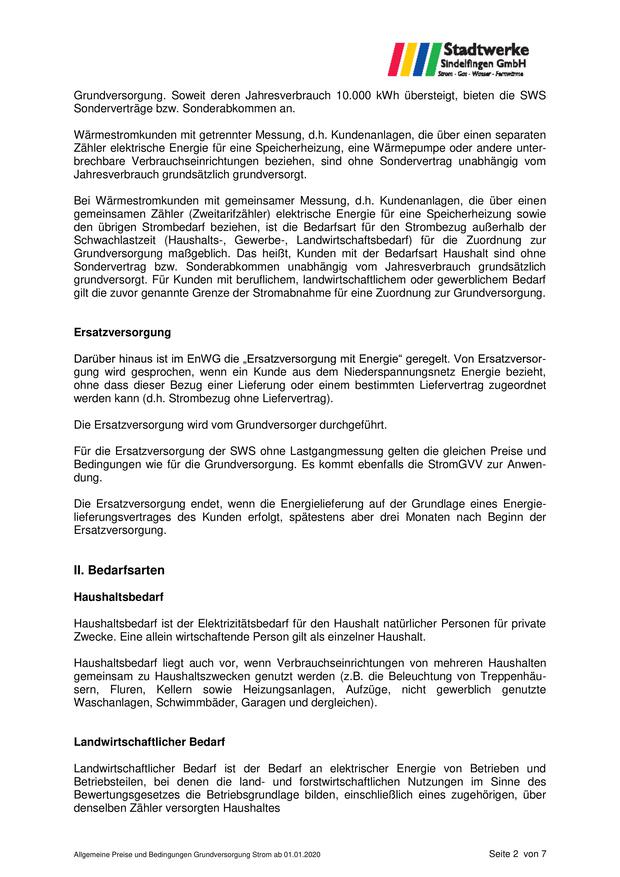 Stadtwerke
Sindelfingen GmbH
Strom - Gas - Wasser - Fernwärme
Grundversorgung. Soweit deren Jahresverbrauch 10.000 kWh übersteigt, bieten die SWS
Sonderverträge bzw. Sonderabkommen an.
Wärmestromkunden mit getrennter Messung, d.h. Kundenanlagen, die über einen separaten
Zähler elektrische Energie für eine Speicherheizung, eine Wärmepumpe oder andere unter-
brechbare Verbrauchseinrichtungen beziehen, sind ohne Sondervertrag unabhängig vom
Jahresverbrauch grundsätzlich grundversorgt.
Bei Wärmestromkunden mit gemeinsamer Messung, d.h. Kundenanlagen, die über einen
gemeinsamen Zähler (Zweitarifzähler) elektrische Energie für eine Speicherheizung sowie
den übrigen Strombedarf beziehen, ist die Bedarfsart für den Strombezug außerhalb der
Schwachlastzeit (Haushalts-, Gewerbe-, Landwirtschaftsbedarf) für die Zuordnung zur
Grundversorgung maßgeblich. Das heißt, Kunden mit der Bedarfsart Haushalt sind ohne
Sondervertrag bzw. Sonderabkommen unabhängig vom Jahresverbrauch grundsätzlich
grundversorgt. Für Kunden mit beruflichem, landwirtschaftlichem oder gewerblichem Bedarf
gilt die zuvor genannte Grenze der Stromabnahme für eine Zuordnung zur Grundversorgung.
Ersatzversorgung
Darüber hinaus ist im EnWG die „Ersatzversorgung mit Energie“ geregelt. Von Ersatzversor-
gung wird gesprochen, wenn ein Kunde aus dem Niederspannungsnetz Energie bezieht,
ohne dass dieser Bezug einer Lieferung oder einem bestimmten Liefervertrag zugeordnet
werden kann (d.h. Strombezug ohne Liefervertrag).
Die Ersatzversorgung wird vom Grundversorger durchgeführt.
Für die Ersatzversorgung der SWS ohne Lastgangmessung gelten die gleichen Preise und
Bedingungen wie für die Grundversorgung. Es kommt ebenfalls die StromGVV zur Anwen-
dung.
Die Ersatzversorgung endet, wenn die Energielieferung auf der Grundlage eines Energie-
lieferungsvertrages des Kunden erfolgt, spätestens aber drei Monaten nach Beginn der
Ersatzversorgung.
II. Bedarfsarten
Haushaltsbedarf
Haushaltsbedarf ist der Elektrizitätsbedarf für den Haushalt natürlicher Personen für private
Zwecke. Eine allein wirtschaftende Person gilt als einzelner Haushalt.
Haushaltsbedarf liegt auch vor, wenn Verbrauchseinrichtungen von mehreren Haushalten
gemeinsam zu Haushaltszwecken genutzt werden (z.B. die Beleuchtung von Treppenhäu-
sern, Fluren, Kellern sowie Heizungsanlagen, Aufzüge, nicht gewerblich genutzte
Waschanlagen, Schwimmbäder, Garagen und dergleichen).
Landwirtschaftlicher Bedarf
Landwirtschaftlicher Bedarf ist der Bedarf an elektrischer Energie von Betrieben und
Betriebsteilen, bei denen die land- und forstwirtschaftlichen Nutzungen im Sinne des
Bewertungsgesetzes die Betriebsgrundlage bilden, einschließlich eines zugehörigen, über
denselben Zähler versorgten Haushaltes
Allgemeine Preise und Bedingungen Grundversorgung Strom ab 01.01.2020
Seite 2 von 7